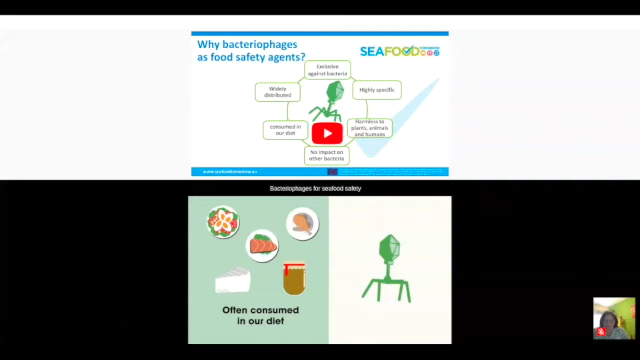 Why bacteriophages
as food safety agents?
SEAFOOD
Exclusive
against bacteria
Widely
distributed
Highly specific
consumed in
our diet
Harmless to
plants, animals
and humans
No impact on
other bacteria
Bacteriophages for seafood safety
Often consumed
in our diet